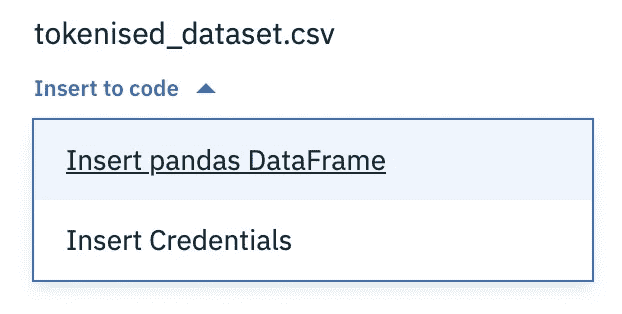 tokenised_dataset.csv
Insert to code
Insert pandas DataFrame
Insert Credentials